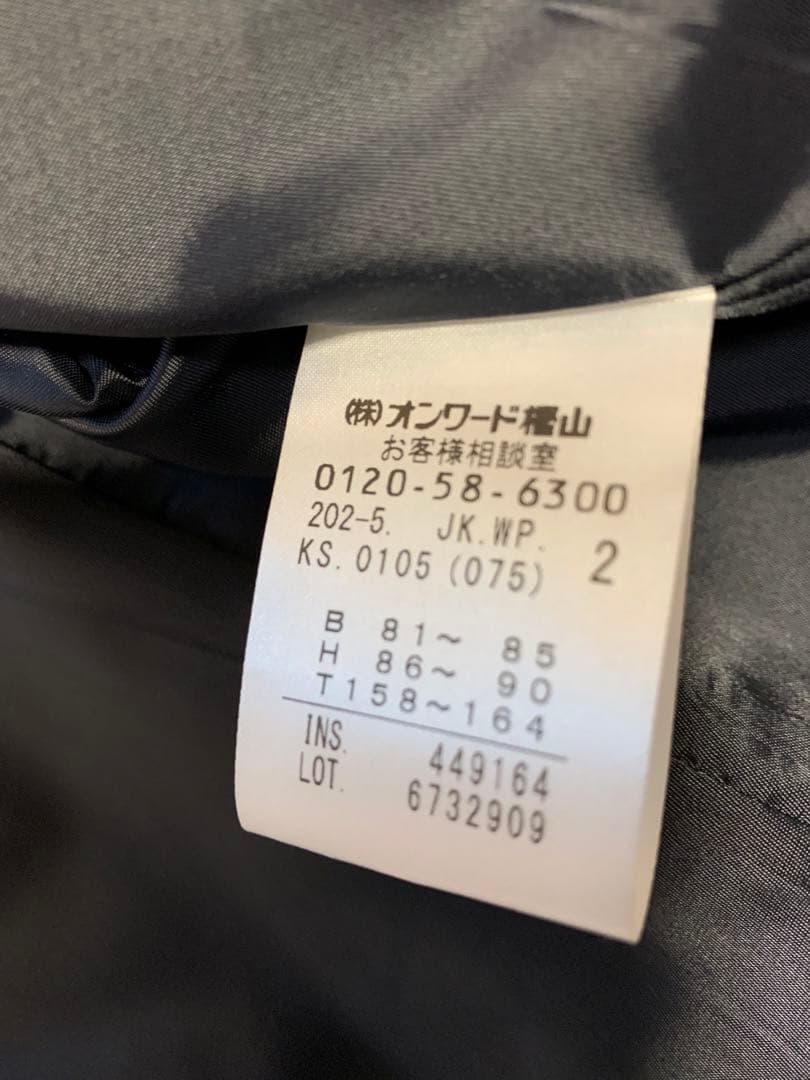 (株)オンワード樫山
お客様相談室
0120-58-6300
202-5. JK.WP. 2
KS.0105(075)
B 81～ 85
H 86～ 90
T158～164
INS. 449164
LOT. 6732909